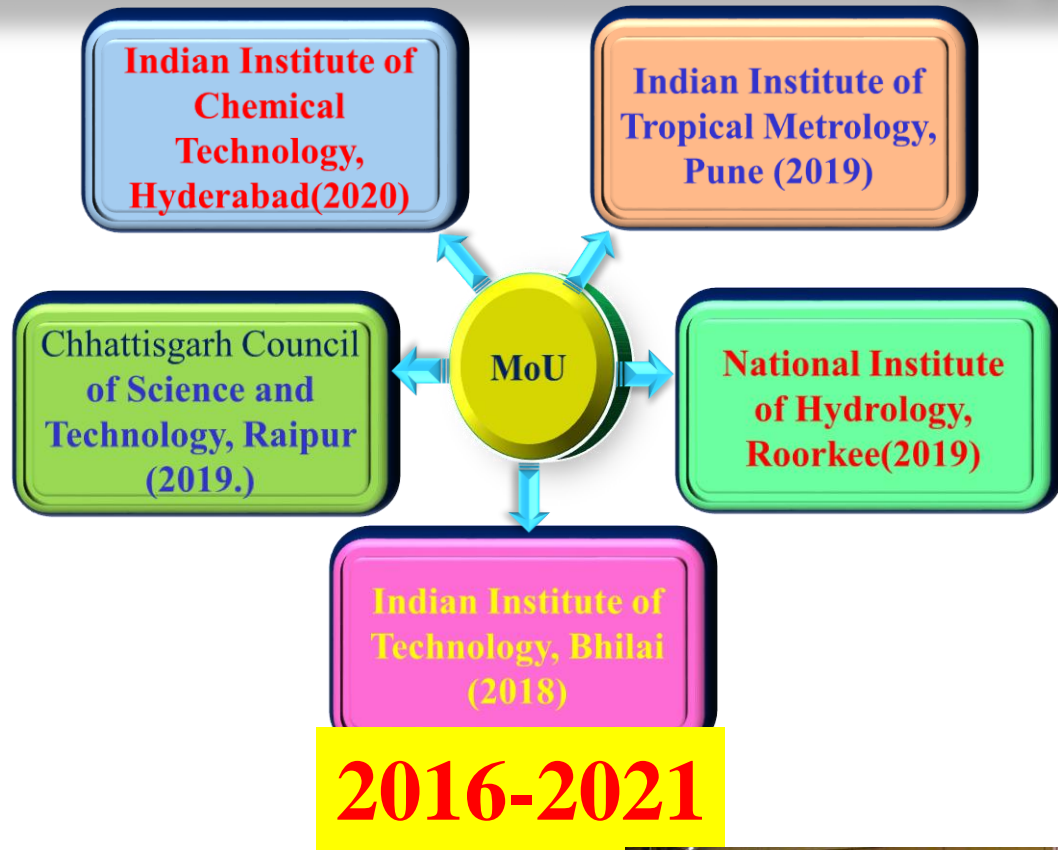 Indian Institute of
Chemical
Technology,
Hyderabad(2020)
Indian Institute of
Tropical Metrology,
Pune (2019)
Chhattisgarh Council
of Science and
Technology, Raipur
(2019.)
MoU
National Institute
of Hydrology,
Roorkee(2019)
Indian Institute of
Technology, Bhilai
(2018)
2016-2021